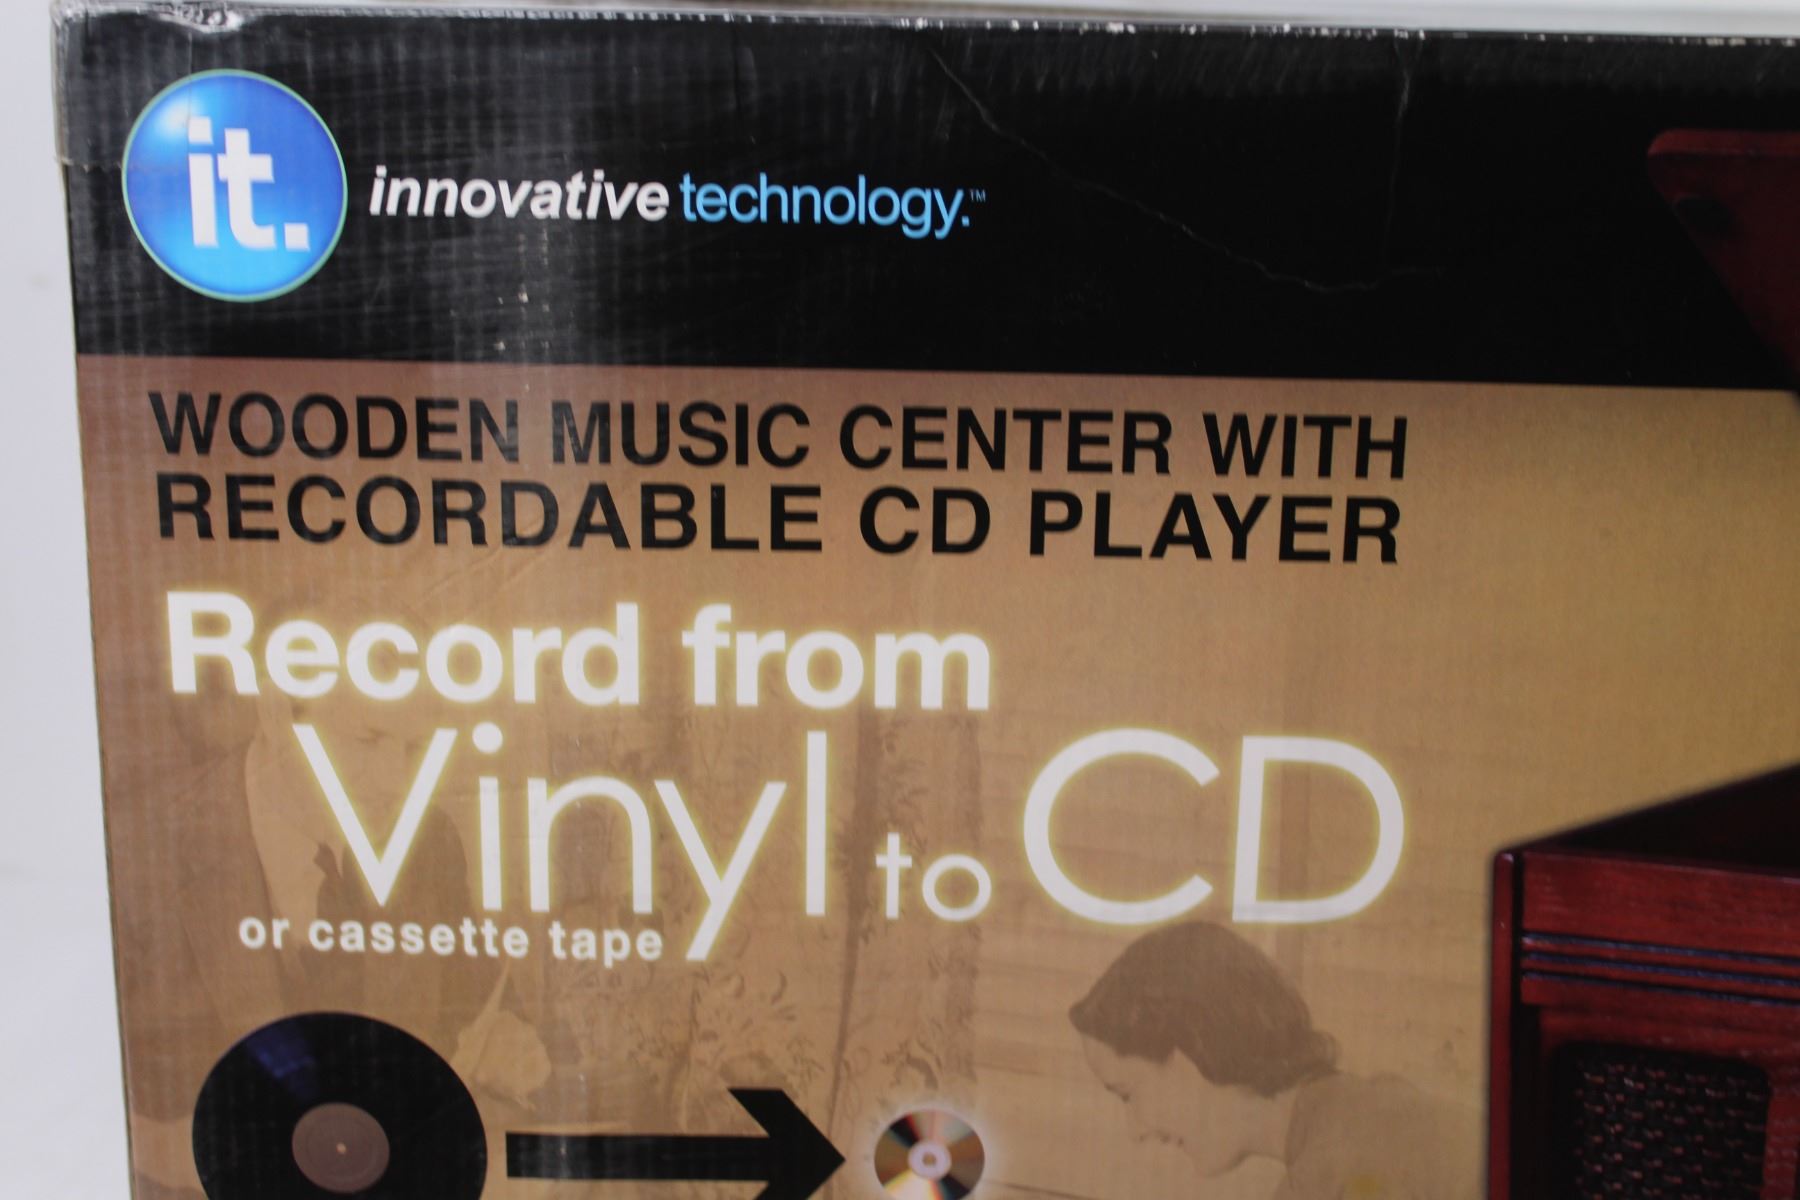 it.
innovative technology.™
WOODEN MUSIC CENTER WITH
RECORDABLE CD PLAYER
Record from
Vinyl to CD
or cassette tape